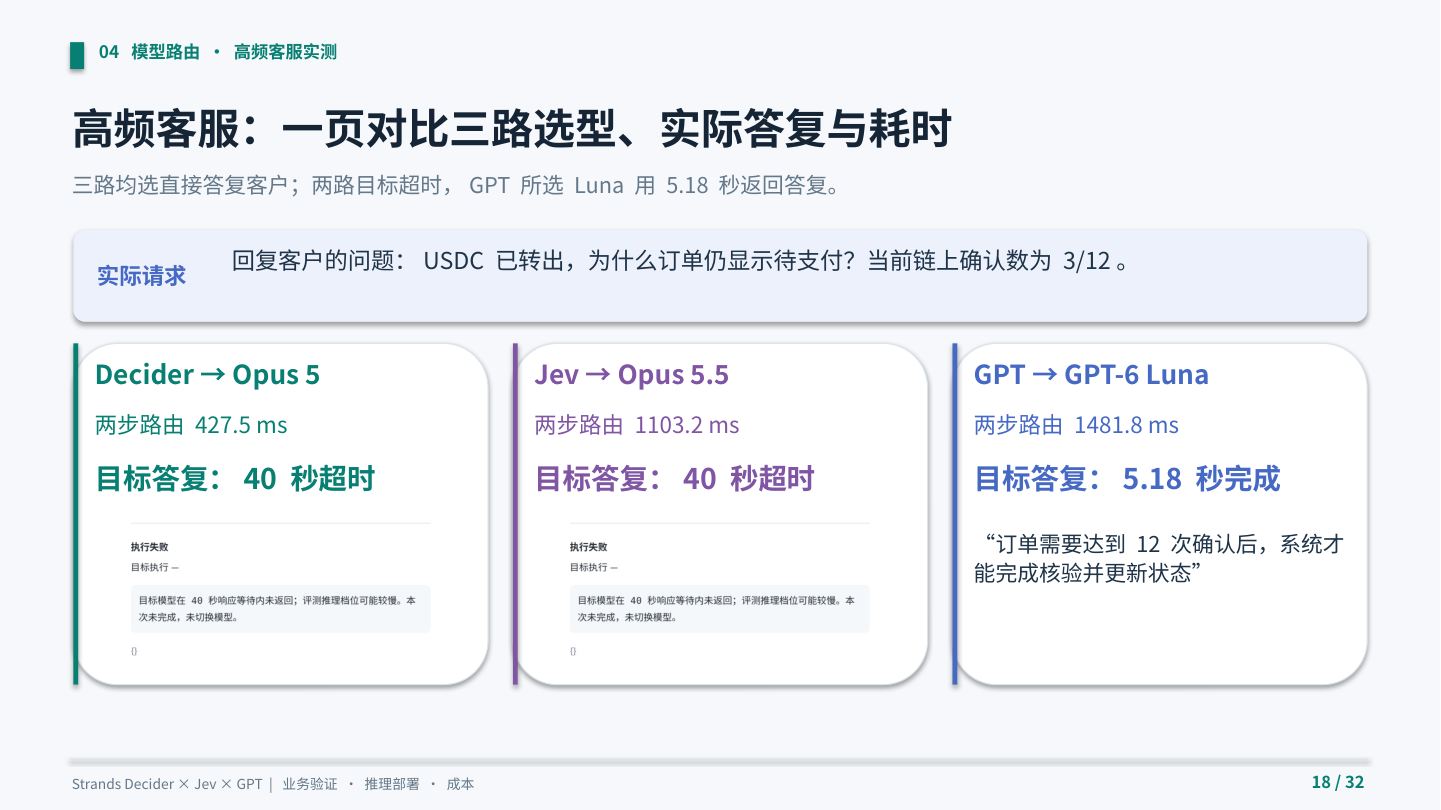 04 模型路由 · 高频客服实测
高频客服：一页对比三路选型、实际答复与耗时
三路均选直接答复客户；两路目标超时， GPT 所选 Luna 用 5.18 秒返回答复。
实际请求
回复客户的问题： USDC 已转出，为什么订单仍显示待支付？当前链上确认数为 3/12 。
Decider → Opus 5
两步路由 427.5 ms
目标答复： 40 秒超时
执行失败
目标执行 —
目标模型在 40 秒响应等待内未返回；评测推理档位可能较慢。本
次未完成，未切换模型。
{}
Jev → Opus 5.5
两步路由 1103.2 ms
目标答复： 40 秒超时
执行失败
目标执行 —
目标模型在 40 秒响应等待内未返回；评测推理档位可能较慢。本
次未完成，未切换模型。
{}
GPT → GPT-6 Luna
两步路由 1481.8 ms
目标答复： 5.18 秒完成
“订单需要达到 12 次确认后，系统才
能完成核验并更新状态”
Strands Decider × Jev × GPT | 业务验证 · 推理部署 · 成本
18 / 32